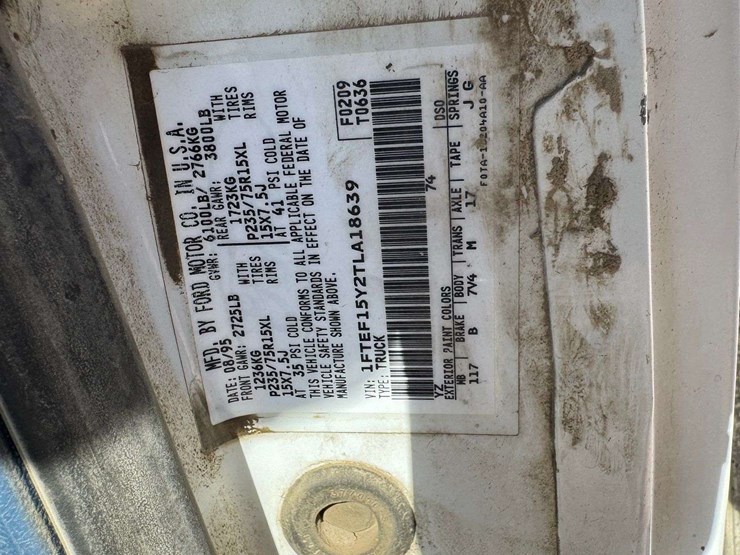 MFD. BY FORD MOTOR CO. IN U.S.A.
DATE: 08/95 GVWR: 6100LB/ 2766KG
FRONT GAWR: 2725LB REAR GAWR: 3800LB
1236KG WITH 1723KG WITH
P235/75R15XL TIRES P235/75R15XL TIRES
15X7.5J RIMS 15X7.5J RIMS
AT 35 PSI COLD AT 41 PSI COLD
THIS VEHICLE CONFORMS TO ALL APPLICABLE FEDERAL MOTOR
VEHICLE SAFETY STANDARDS IN EFFECT ON THE DATE OF
MANUFACTURE SHOWN ABOVE.
F0209
T0636
VIN: 1FTEF15Y2TLA18639
TYPE: TRUCK
74
YZ
EXTERIOR PAINT COLORS DSO
WB BRAKE BODY TRANS AXLE TAPE SPRINGS
117 B 7V4 M 17 J G